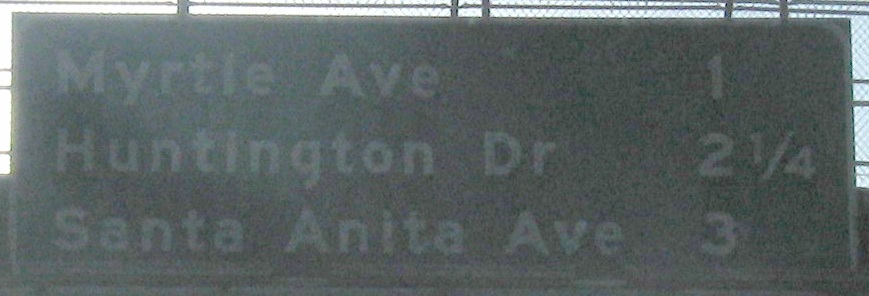 Myrtle Ave 1
Huntington Dr 2 1/4
Santa Anita Ave 3